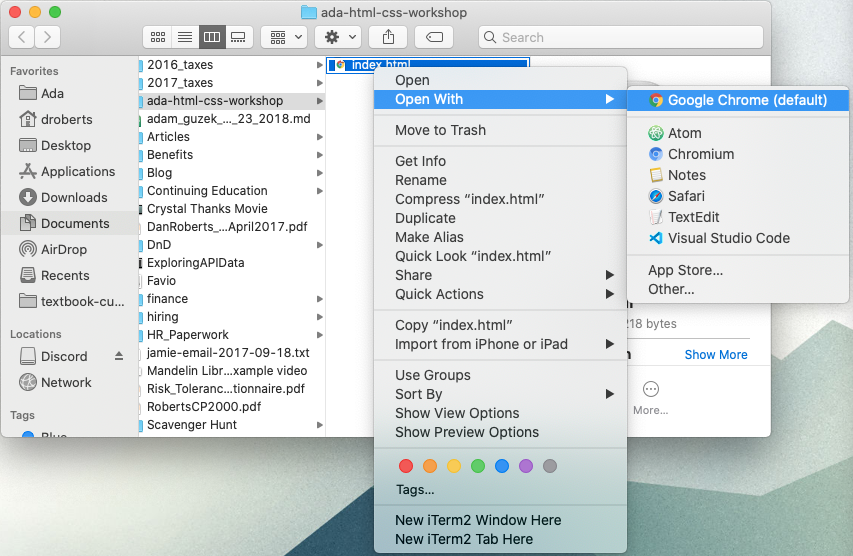 ada-html-css-workshop
Search
Favorites
Ada
droberts
Desktop
Applications
Downloads
Documents
AirDrop
Recents
textbook-cu...
Locations
Discord
Network
Tags
Blue
2016_taxes
2017_taxes
ada-html-css-workshop
adam_guzek_..._23_2018.md
Articles
Benefits
Blog
Continuing Education
Crystal Thanks Movie
DanRoberts_...April2017.pdf
DnD
ExploringAPIData
Favio
finance
hiring
HR_Paperwork
jamie-email-2017-09-18.txt
Mandelin Libr...xample video
Risk_Toleranc...tionnaire.pdf
RobertsCP2000.pdf
Scavenger Hunt
index.html
Open
Open With
Move to Trash
Get Info
Rename
Compress “index.html”
Duplicate
Make Alias
Quick Look “index.html”
Share
Quick Actions
Copy “index.html”
Import from iPhone or iPad
Use Groups
Sort By
Show View Options
Show Preview Options
Tags...
New iTerm2 Window Here
New iTerm2 Tab Here
Google Chrome (default)
Atom
Chromium
Notes
Safari
TextEdit
Visual Studio Code
App Store...
Other...
218 bytes
Show More
More...